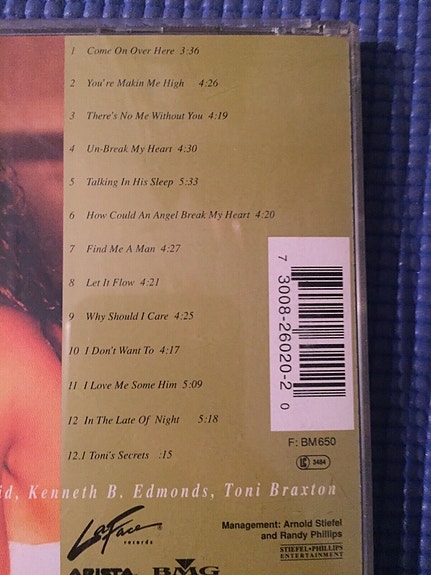 1 Come On Over Here 3:36
2 You're Makin Me High 4:26
3 There's No Me Without You 4:19
4 Un-Break My Heart 4:30
5 Talking In His Sleep 5:33
6 How Could An Angel Break My Heart 4:20
7 Find Me A Man 4:27
8 Let It Flow 4:21
9 Why Should I Care 4:25
10 I Don't Want To 4:17
11 I Love Me Some Him 5:09
12 In The Late Of Night 5:18
12.1 Toni's Secrets :15
7 3008-26020-2 0
F: BM650
LC 3484
id, Kenneth B. Edmonds, Toni Braxton
LaFace
records
Management: Arnold Stiefel
and Randy Phillips
STIEFEL•PHILLIPS
ENTERTAINMENT
ARISTA BMG